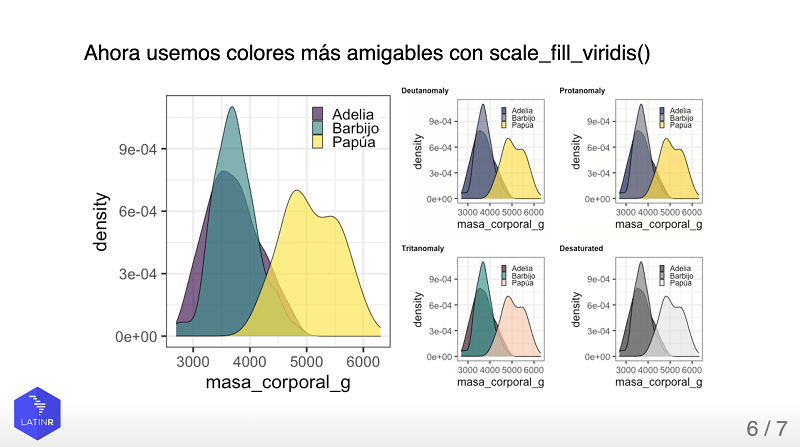 Ahora usemos colores más amigables con scale_fill_viridis()
Adelia
Barbijo
Papúa
9e-04
6e-04
3e-04
0e+00
density
3000 4000 5000 6000
masa_corporal_g
Deutanomaly
Adelia
Barbijo
Papúa
9e-04
6e-04
3e-04
0e+00
density
3000 4000 5000 6000
masa_corporal_g
Protanomaly
Adelia
Barbijo
Papúa
9e-04
6e-04
3e-04
0e+00
density
3000 4000 5000 6000
masa_corporal_g
Tritanomaly
Adelia
Barbijo
Papúa
9e-04
6e-04
3e-04
0e+00
density
3000 4000 5000 6000
masa_corporal_g
Desaturated
Adelia
Barbijo
Papúa
9e-04
6e-04
3e-04
0e+00
density
3000 4000 5000 6000
masa_corporal_g
LATINR
6 / 7